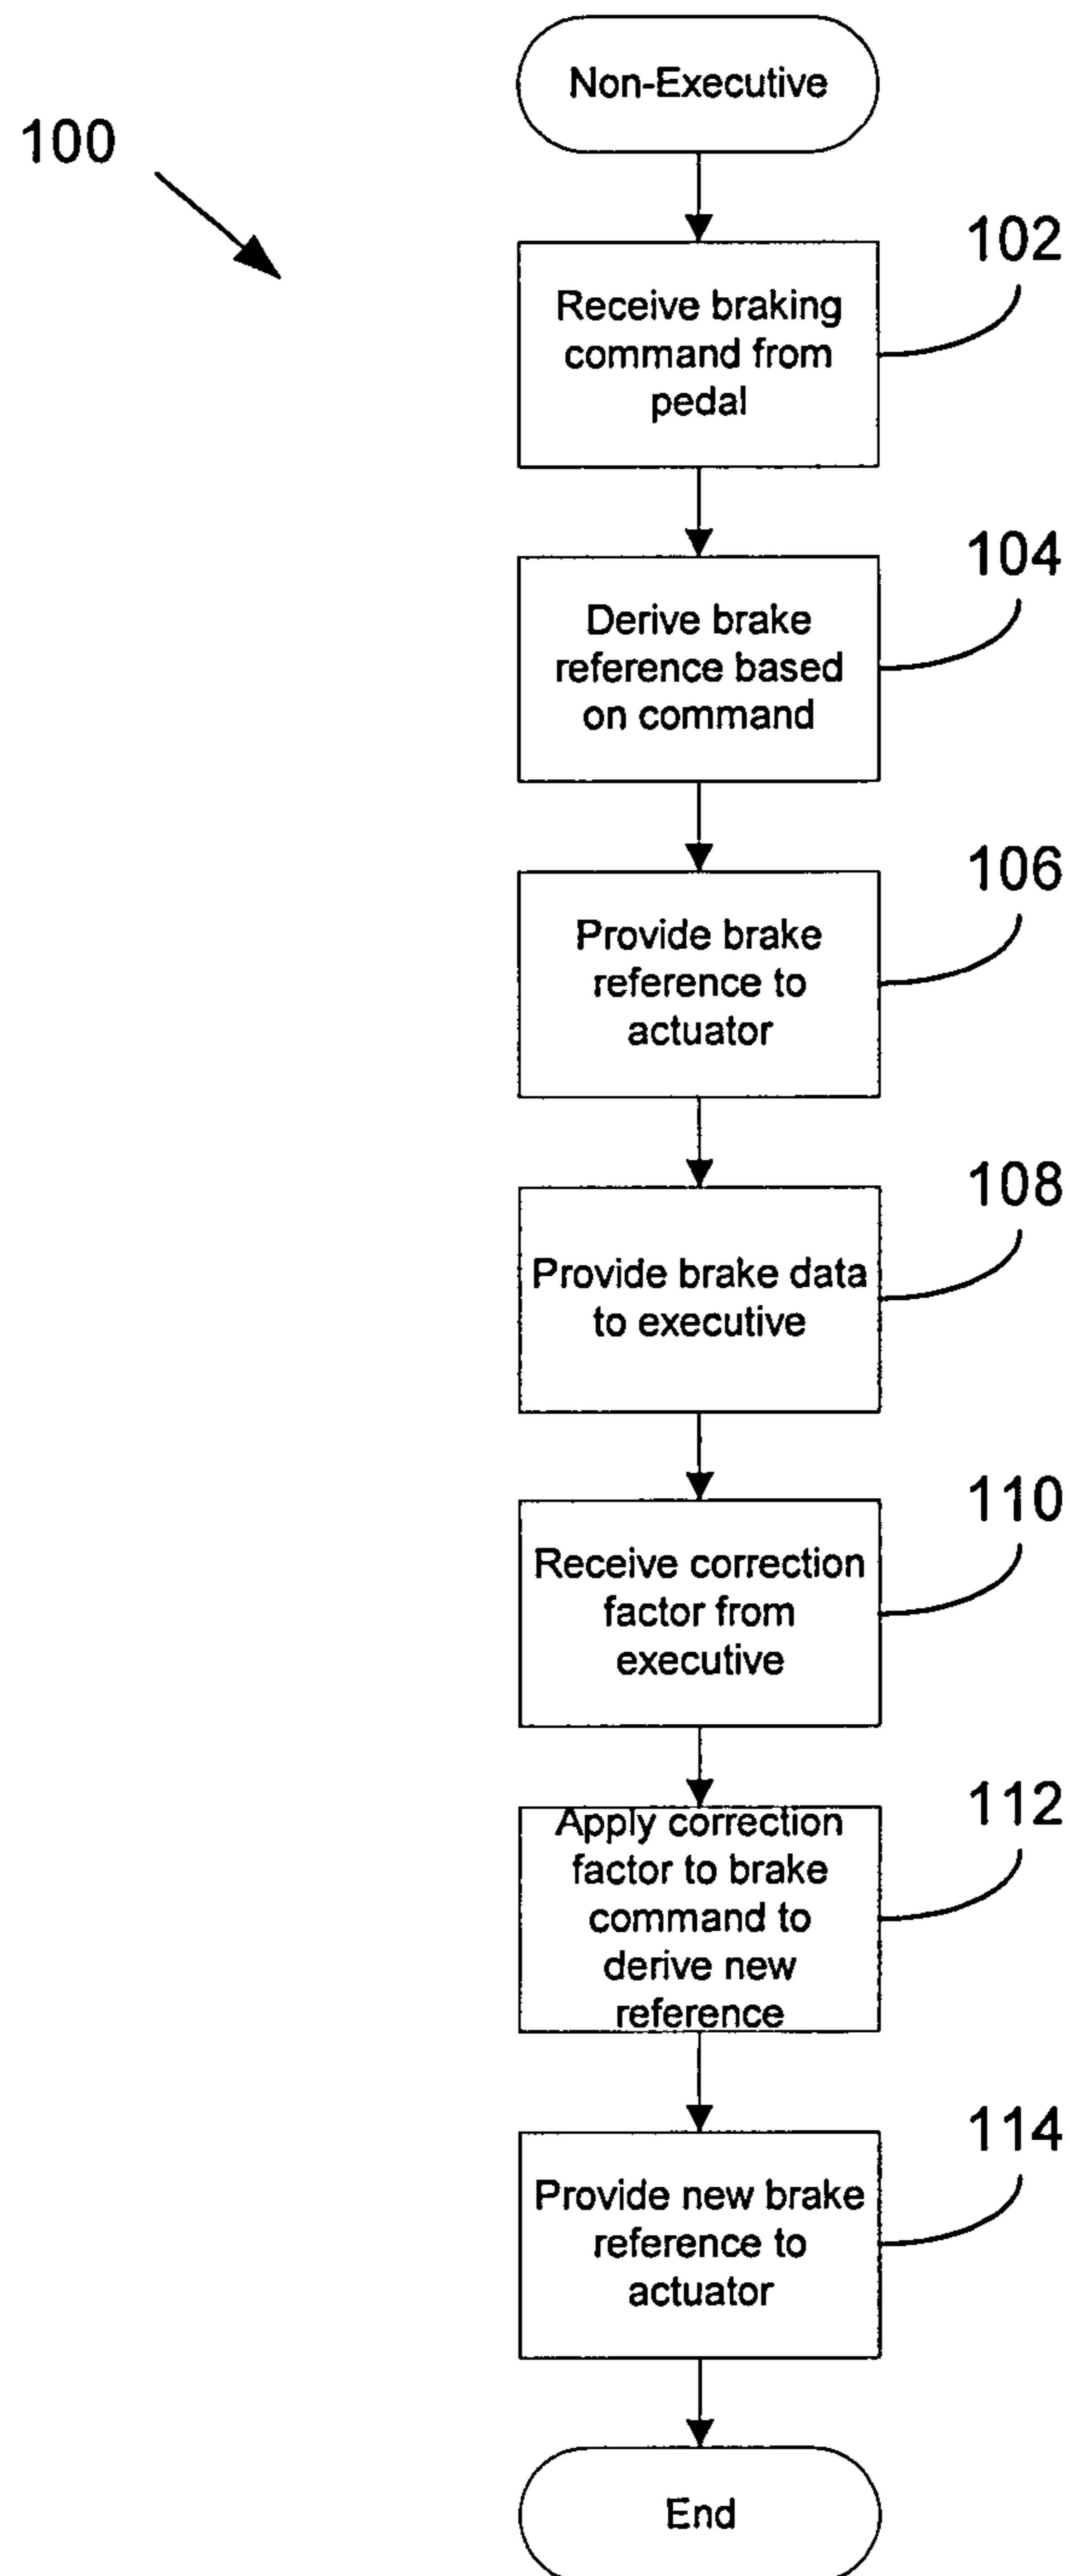 Non-Executive
100
102
Receive braking
command from
pedal
104
Derive brake
reference based
on command
106
Provide brake
reference to
actuator
108
Provide brake data
to executive
110
Receive correction
factor from
executive
112
Apply correction
factor to brake
command to
derive new
reference
114
Provide new brake
reference to
actuator
End